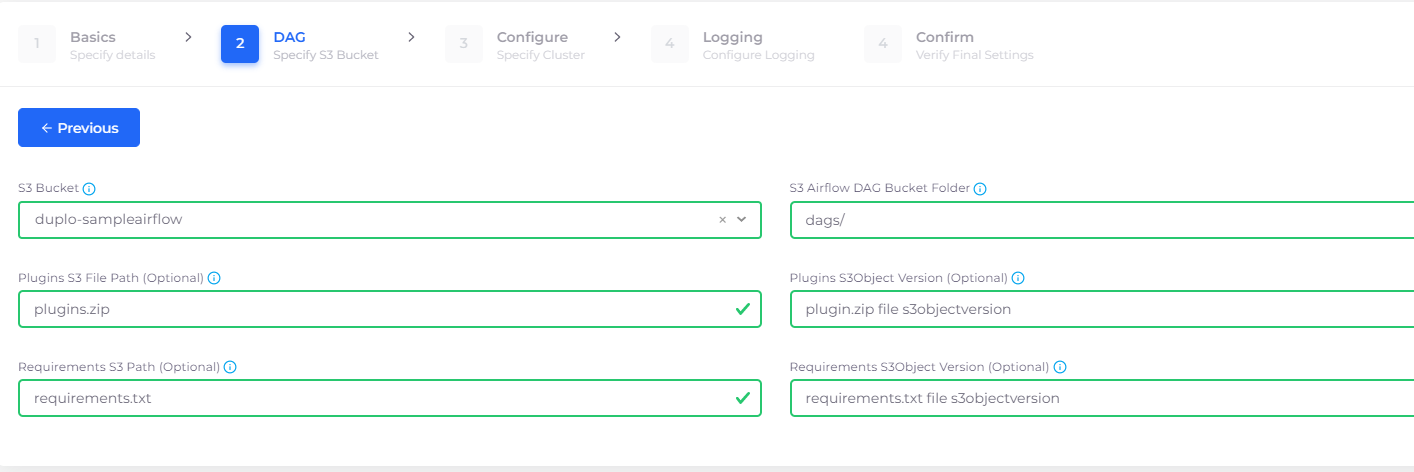 1 Basics > 2 DAG > 3 Configure > 4 Logging 4 Confirm
Specify details Specify S3 Bucket Specify Cluster Configure Logging Verify Final Settings
← Previous
S3 Bucket S3 Airflow DAG Bucket Folder
duplo-sampleairflow × dags/
Plugins S3 File Path (Optional) Plugins S3Object Version (Optional)
plugins.zip plugin.zip file s3objectversion
Requirements S3 Path (Optional) Requirements S3Object Version (Optional)
requirements.txt requirements.txt file s3objectversion